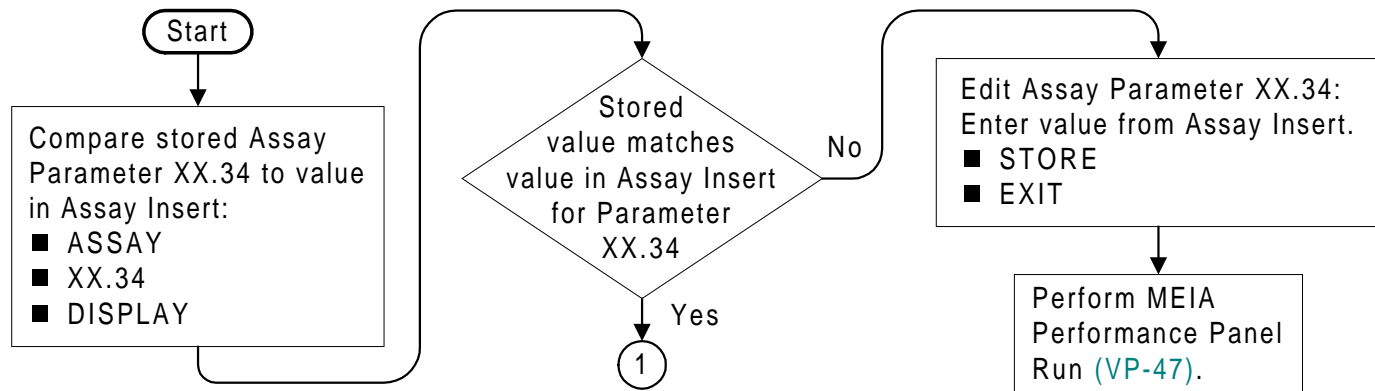 Start
Compare stored Assay
Parameter XX.34 to value
in Assay Insert:
■ ASSAY
■ XX.34
■ DISPLAY
Stored
value matches
value in Assay Insert
for Parameter
XX.34
Yes
1
No
Edit Assay Parameter XX.34:
Enter value from Assay Insert.
■ STORE
■ EXIT
Perform MEIA
Performance Panel
Run (VP-47).